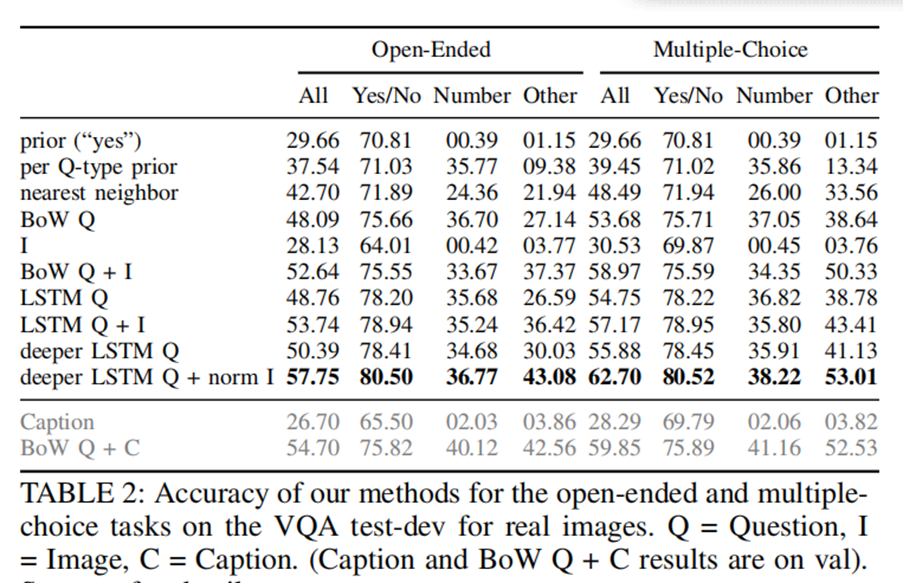 Open-Ended Multiple-Choice
All Yes/No Number Other All Yes/No Number Other
prior (“yes”) 29.66 70.81 00.39 01.15 29.66 70.81 00.39 01.15
per Q-type prior 37.54 71.03 35.77 09.38 39.45 71.02 35.86 13.34
nearest neighbor 42.70 71.89 24.36 21.94 48.49 71.94 26.00 33.56
BoW Q 48.09 75.66 36.70 27.14 53.68 75.71 37.05 38.64
I 28.13 64.01 00.42 03.77 30.53 69.87 00.45 03.76
BoW Q + I 52.64 75.55 33.67 37.37 58.97 75.59 34.35 50.33
LSTM Q 48.76 78.20 35.68 26.59 54.75 78.22 36.82 38.78
LSTM Q + I 53.74 78.94 35.24 36.42 57.17 78.95 35.80 43.41
deeper LSTM Q 50.39 78.41 34.68 30.03 55.88 78.45 35.91 41.13
deeper LSTM Q + norm I 57.75 80.50 36.77 43.08 62.70 80.52 38.22 53.01
Caption 26.70 65.50 02.03 03.86 28.29 69.79 02.06 03.82
BoW Q + C 54.70 75.82 40.12 42.56 59.85 75.89 41.16 52.53
TABLE 2: Accuracy of our methods for the open-ended and multiple-
choice tasks on the VQA test-dev for real images. Q = Question, I
= Image, C = Caption. (Caption and BoW Q + C results are on val).